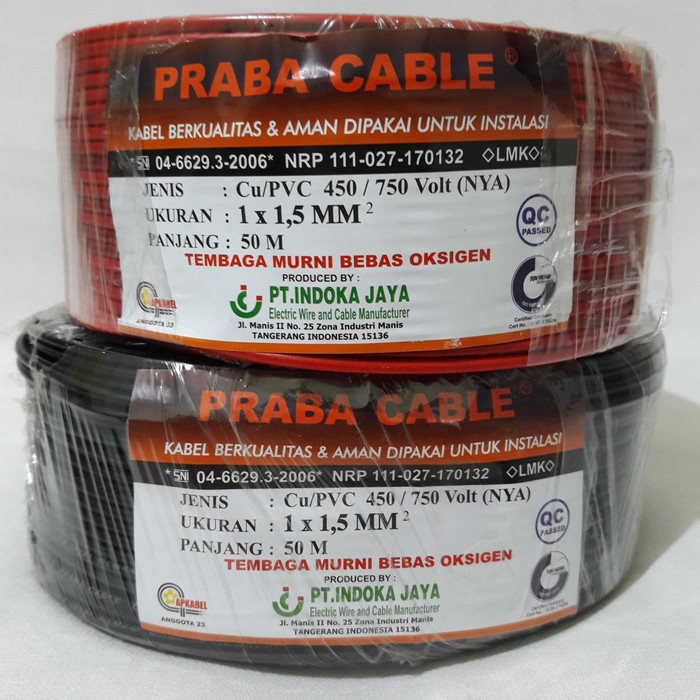 PRABA CABLE ®
KABEL BERKUALITAS & AMAN DIPAKAI UNTUK INSTALASI
*SNI 04-6629.3-2006* NRP 111-027-170132 ◇LMK◇
JENIS : Cu/PVC 450 / 750 Volt (NYA)
UKURAN : 1 x 1,5 MM²
PANJANG : 50 M
QC
PASSED
TEMBAGA MURNI BEBAS OKSIGEN
PRODUCED BY :
PT.INDOKA JAYA
Electric Wire and Cable Manufacturer
Jl. Manis II No. 25 Zona Industri Manis
TANGERANG INDONESIA 15136
APKABEL
ANGGOTA 23
PRABA CABLE ®
KABEL BERKUALITAS & AMAN DIPAKAI UNTUK INSTALASI
*SNI 04-6629.3-2006* NRP 111-027-170132 ◇LMK◇
JENIS : Cu/PVC 450 / 750 Volt (NYA)
UKURAN : 1 x 1,5 MM²
PANJANG : 50 M
QC
PASSED
TEMBAGA MURNI BEBAS OKSIGEN
PRODUCED BY :
PT.INDOKA JAYA
Electric Wire and Cable Manufacturer
Jl. Manis II No. 25 Zona Industri Manis
TANGERANG INDONESIA 15136
APKABEL
ANGGOTA 23